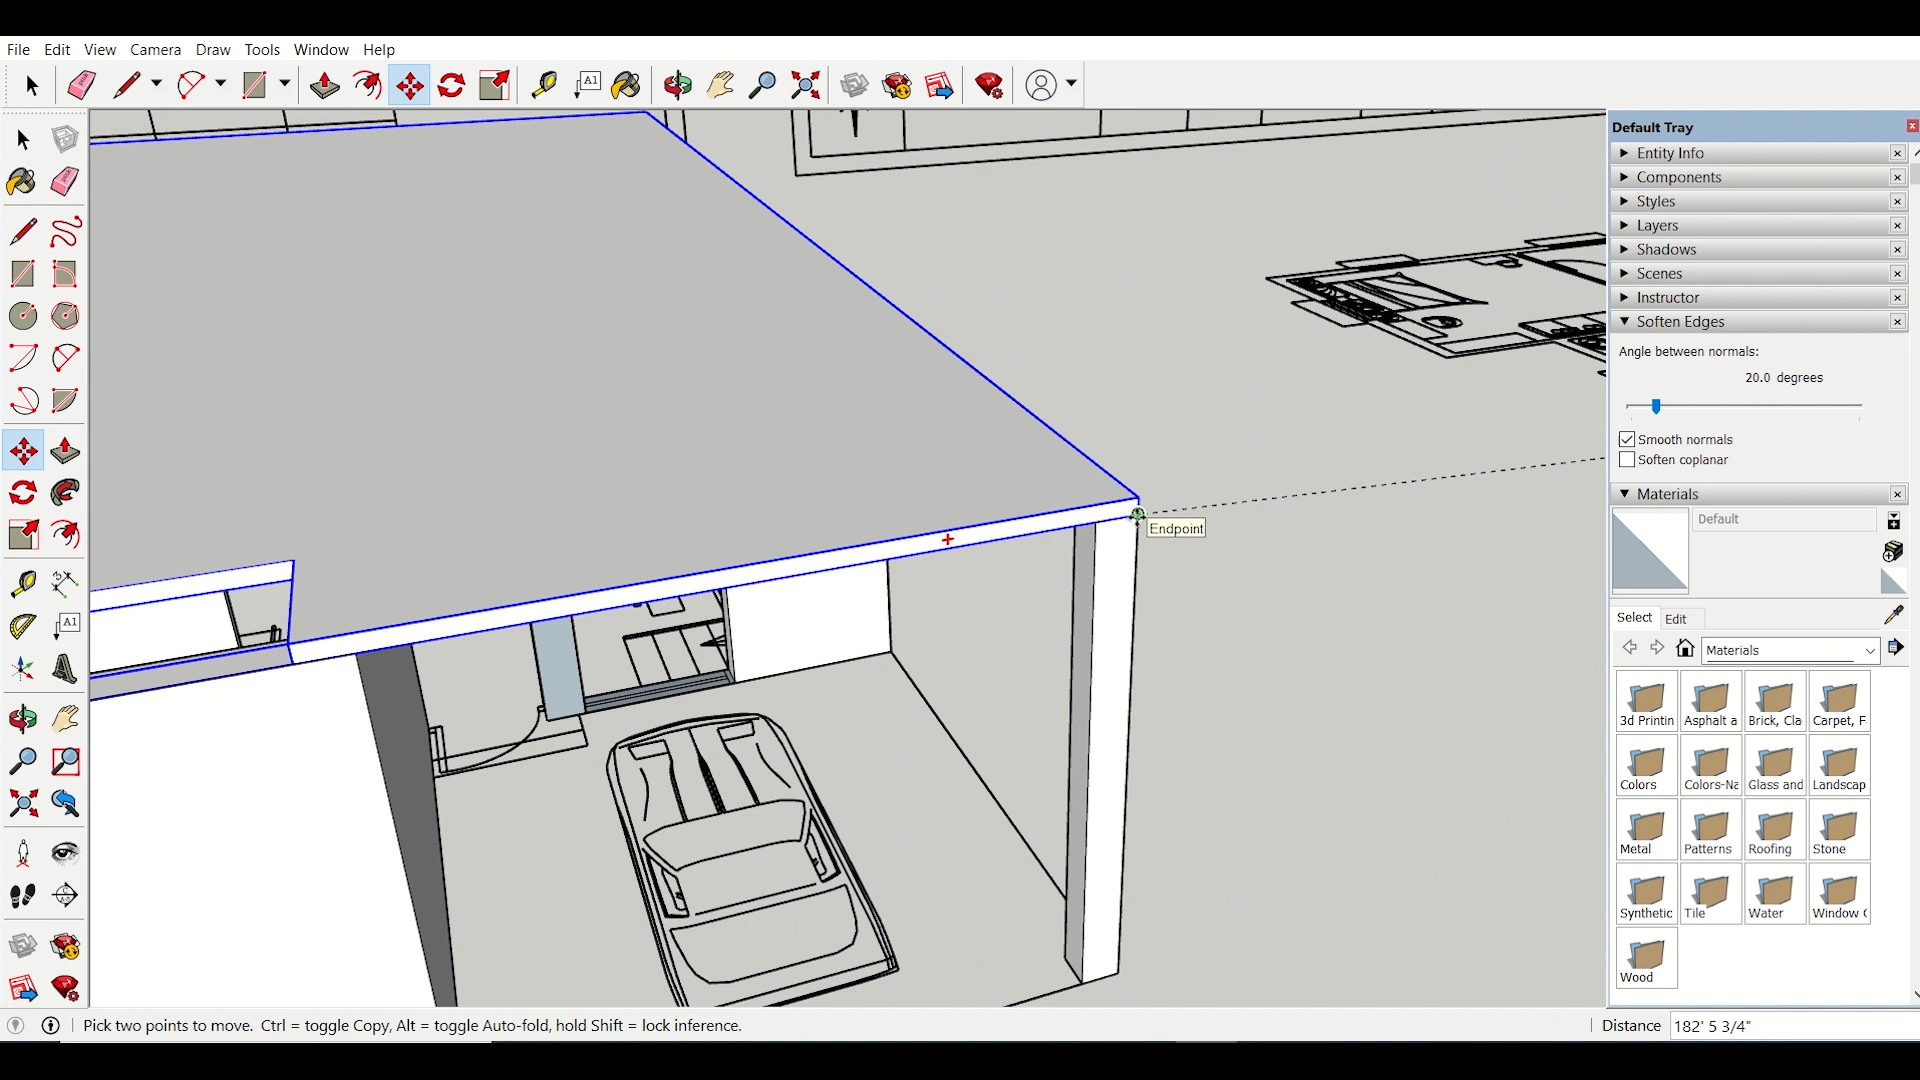 File Edit View Camera Draw Tools Window Help
A1
Default Tray
Entity Info
Components
Styles
Layers
Shadows
Scenes
Instructor
Soften Edges
Angle between normals:
20.0 degrees
Smooth normals
Soften coplanar
Materials
Default
Endpoint
A1
Select Edit
Materials
3d Printin Asphalt a Brick, Cla Carpet, F
Colors Colors-Na Glass and Landscap
Metal Patterns Roofing Stone
Synthetic Tile Water Window (
Wood
Pick two points to move. Ctrl = toggle Copy, Alt = toggle Auto-fold, hold Shift = lock inference.
Distance 182' 5 3/4"